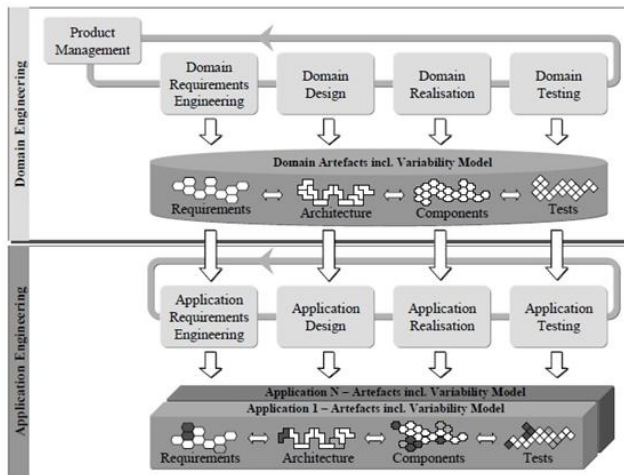 Domain Engineering
Product
Management
Domain
Requirements
Engineering
Domain
Design
Domain
Realisation
Domain
Testing
Domain Artefacts incl. Variability Model
Requirements
Architecture
Components
Tests
Application Engineering
Application
Requirements
Engineering
Application
Design
Application
Realisation
Application
Testing
Application N – Artefacts incl. Variability Model
Application 1 – Artefacts incl. Variability Model
Requirements
Architecture
Components
Tests